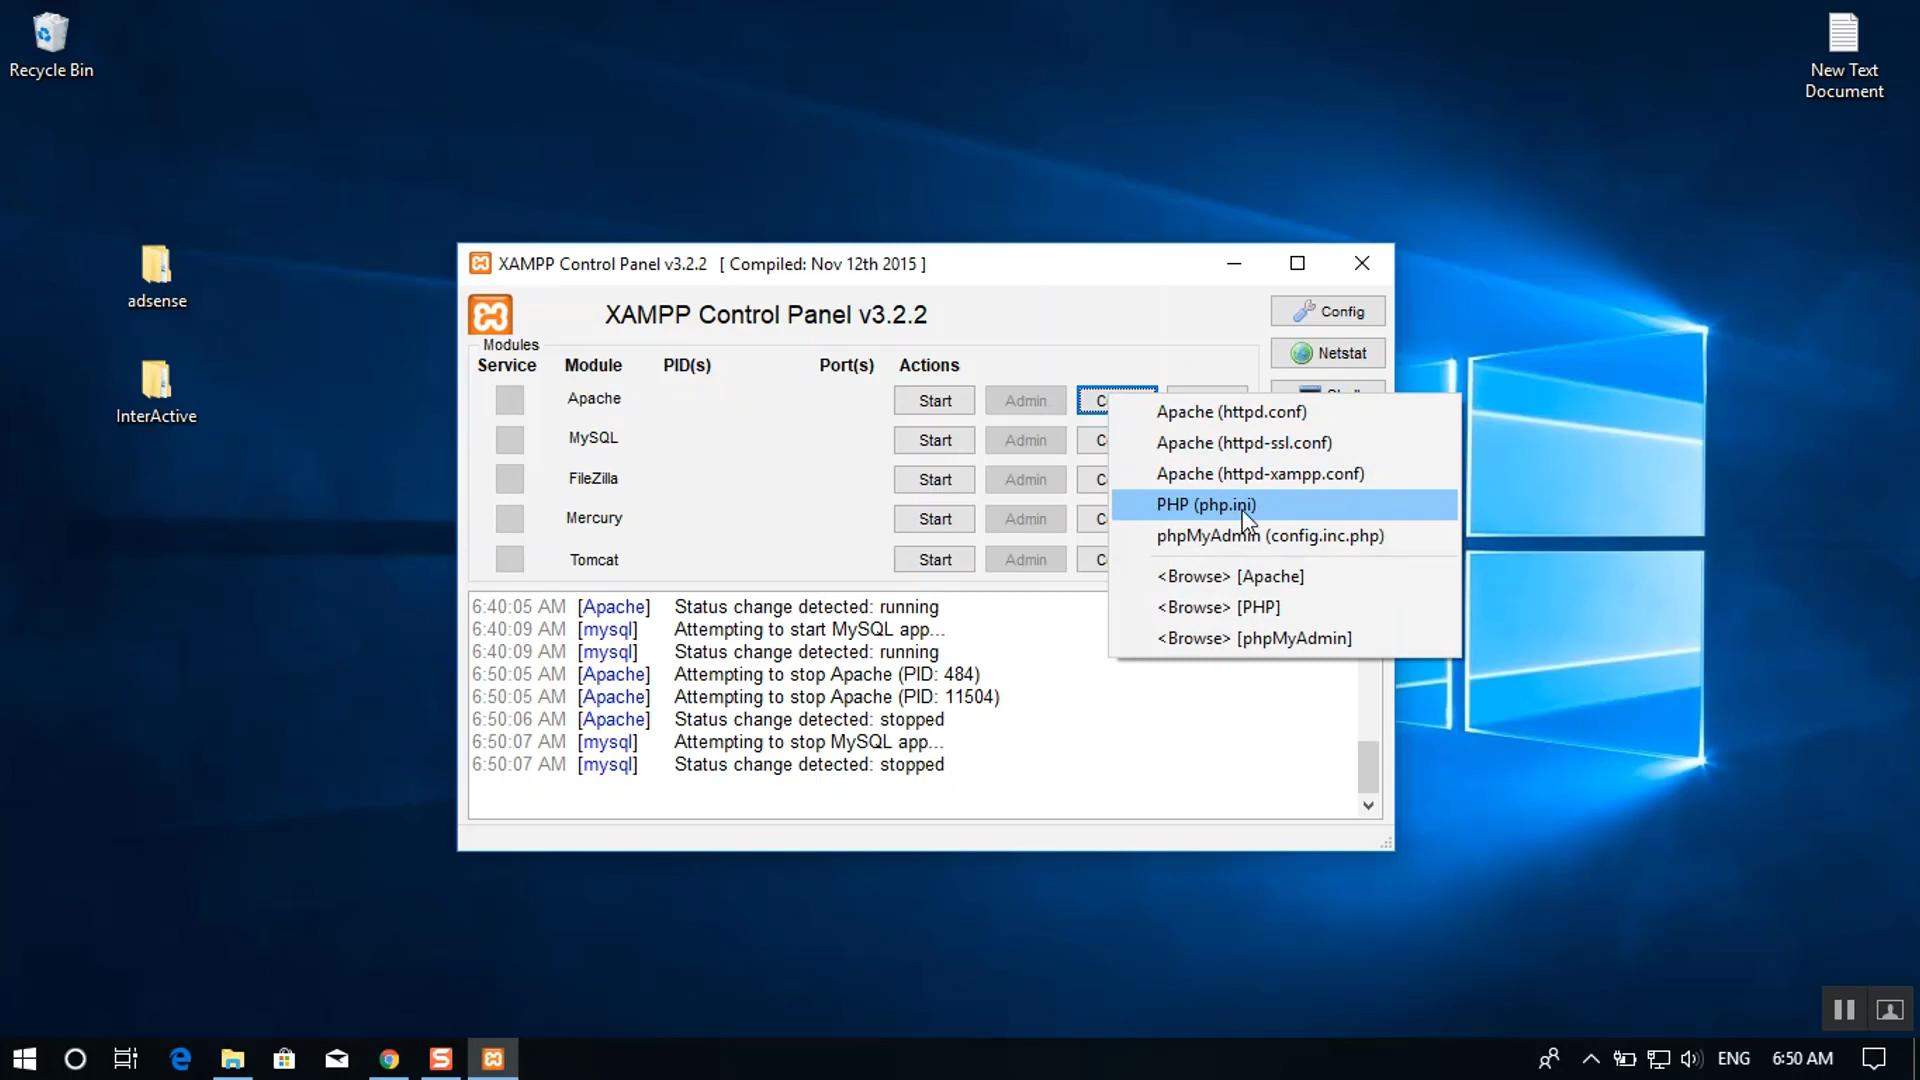 Recycle Bin
New Text
Document
adsense
InterActive
XAMPP Control Panel v3.2.2 [ Compiled: Nov 12th 2015 ]
XAMPP Control Panel v3.2.2
Config
Netstat
Modules
Service Module PID(s) Port(s) Actions
Apache Start Admin
MySQL Start Admin
FileZilla Start Admin
Mercury Start Admin
Tomcat Start Admin
Apache (httpd.conf)
Apache (httpd-ssl.conf)
Apache (httpd-xampp.conf)
PHP (php.ini)
phpMyAdmin (config.inc.php)
<Browse> [Apache]
<Browse> [PHP]
<Browse> [phpMyAdmin]
6:40:05 AM [Apache] Status change detected: running
6:40:09 AM [mysql] Attempting to start MySQL app...
6:40:09 AM [mysql] Status change detected: running
6:50:05 AM [Apache] Attempting to stop Apache (PID: 484)
6:50:05 AM [Apache] Attempting to stop Apache (PID: 11504)
6:50:06 AM [Apache] Status change detected: stopped
6:50:07 AM [mysql] Attempting to stop MySQL app...
6:50:07 AM [mysql] Status change detected: stopped
ENG 6:50 AM